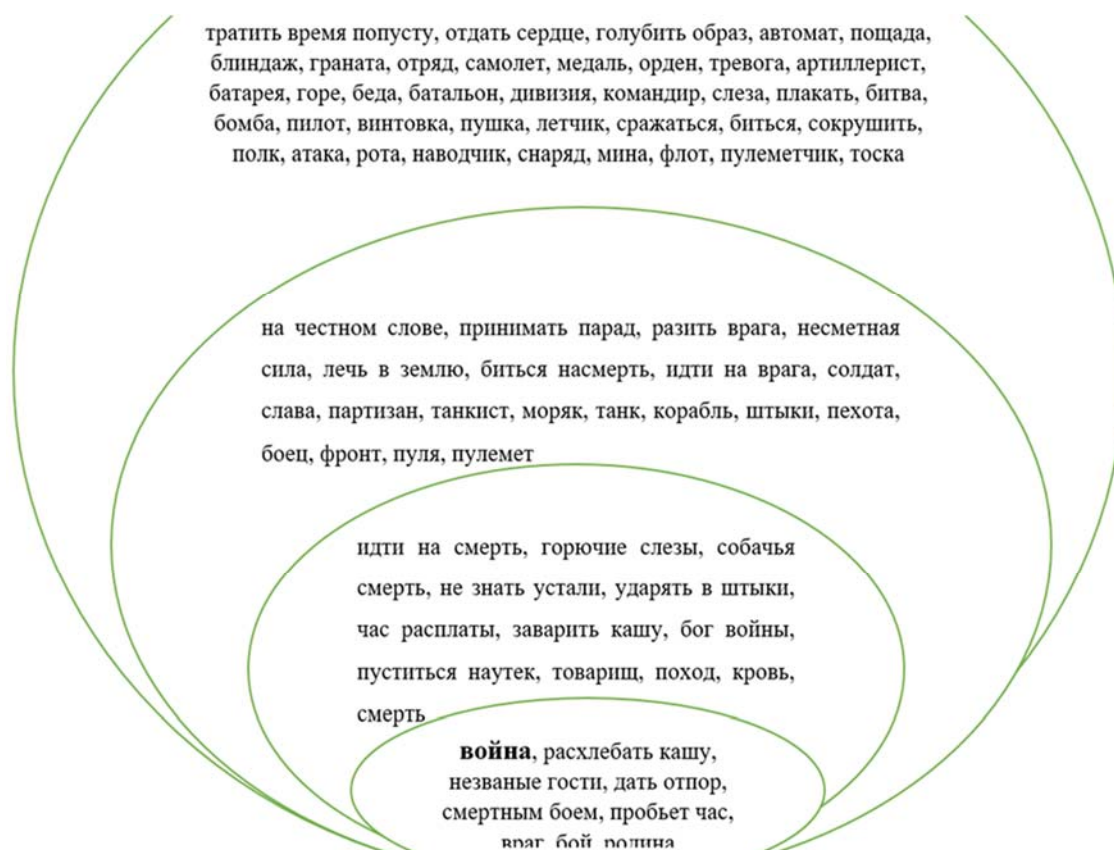 тратить время попусту, отдать сердце, голубить образ, автомат, пощада,
блиндаж, граната, отряд, самолет, медаль, орден, тревога, артиллерист,
батарея, горе, беда, батальон, дивизия, командир, слеза, плакать, битва,
бомба, пилот, винтовка, пушка, летчик, сражаться, биться, сокрушить,
полк, атака, рота, наводчик, снаряд, мина, флот, пулеметчик, тоска
на честном слове, принимать парад, разить врага, несметная
сила, лечь в землю, биться насмерть, идти на врага, солдат,
слава, партизан, танкист, моряк, танк, корабль, штыки, пехота,
боец, фронт, пуля, пулемет
идти на смерть, горючие слезы, собачья
смерть, не знать устали, ударять в штыки,
час расплаты, заварить кашу, бог войны,
пуститься наутек, товарищ, поход, кровь,
смерть
война, расхлебать кашу,
незваные гости, дать отпор,
смертным боем, пробьет час,
враг, бой, родина